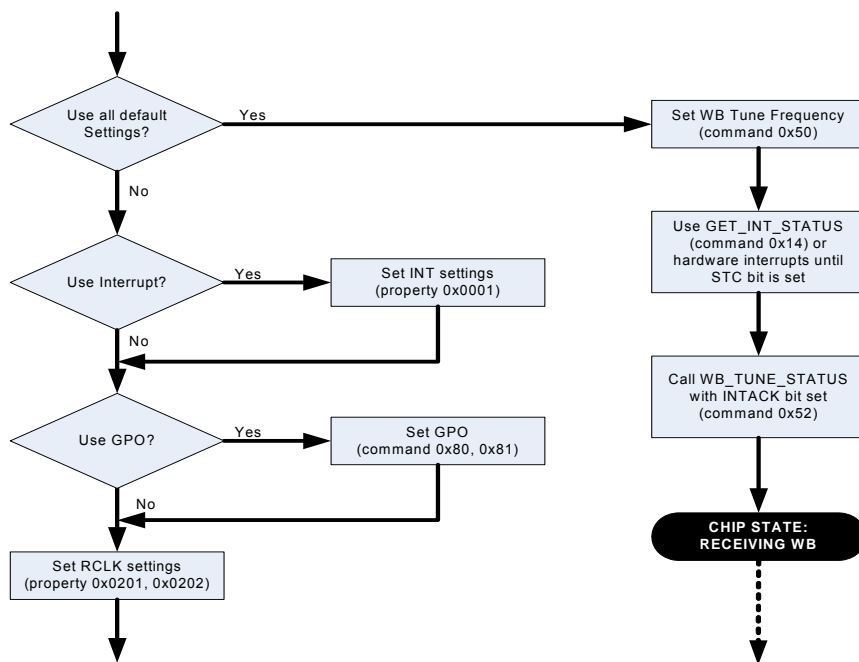 Use all default
Settings?
Yes
No
Set WB Tune Frequency
(command 0x50)
Use GET_INT_STATUS
(command 0x14) or
hardware interrupts until
STC bit is set
Use Interrupt?
Yes
No
Set INT settings
(property 0x0001)
Call WB_TUNE_STATUS
with INTACK bit set
(command 0x52)
Use GPO?
Yes
No
Set GPO
(command 0x80, 0x81)
CHIP STATE:
RECEIVING WB
Set RCLK settings
(property 0x0201, 0x0202)